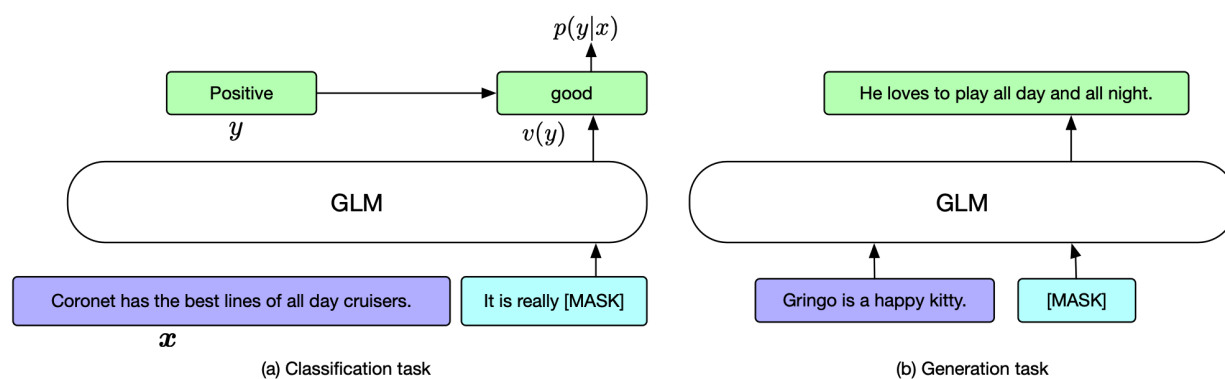 p(y|x)
Positive
good
y
v(y)
GLM
Coronet has the best lines of all day cruisers.
It is really [MASK]
x
(a) Classification task
He loves to play all day and all night.
GLM
Gringo is a happy kitty.
[MASK]
(b) Generation task